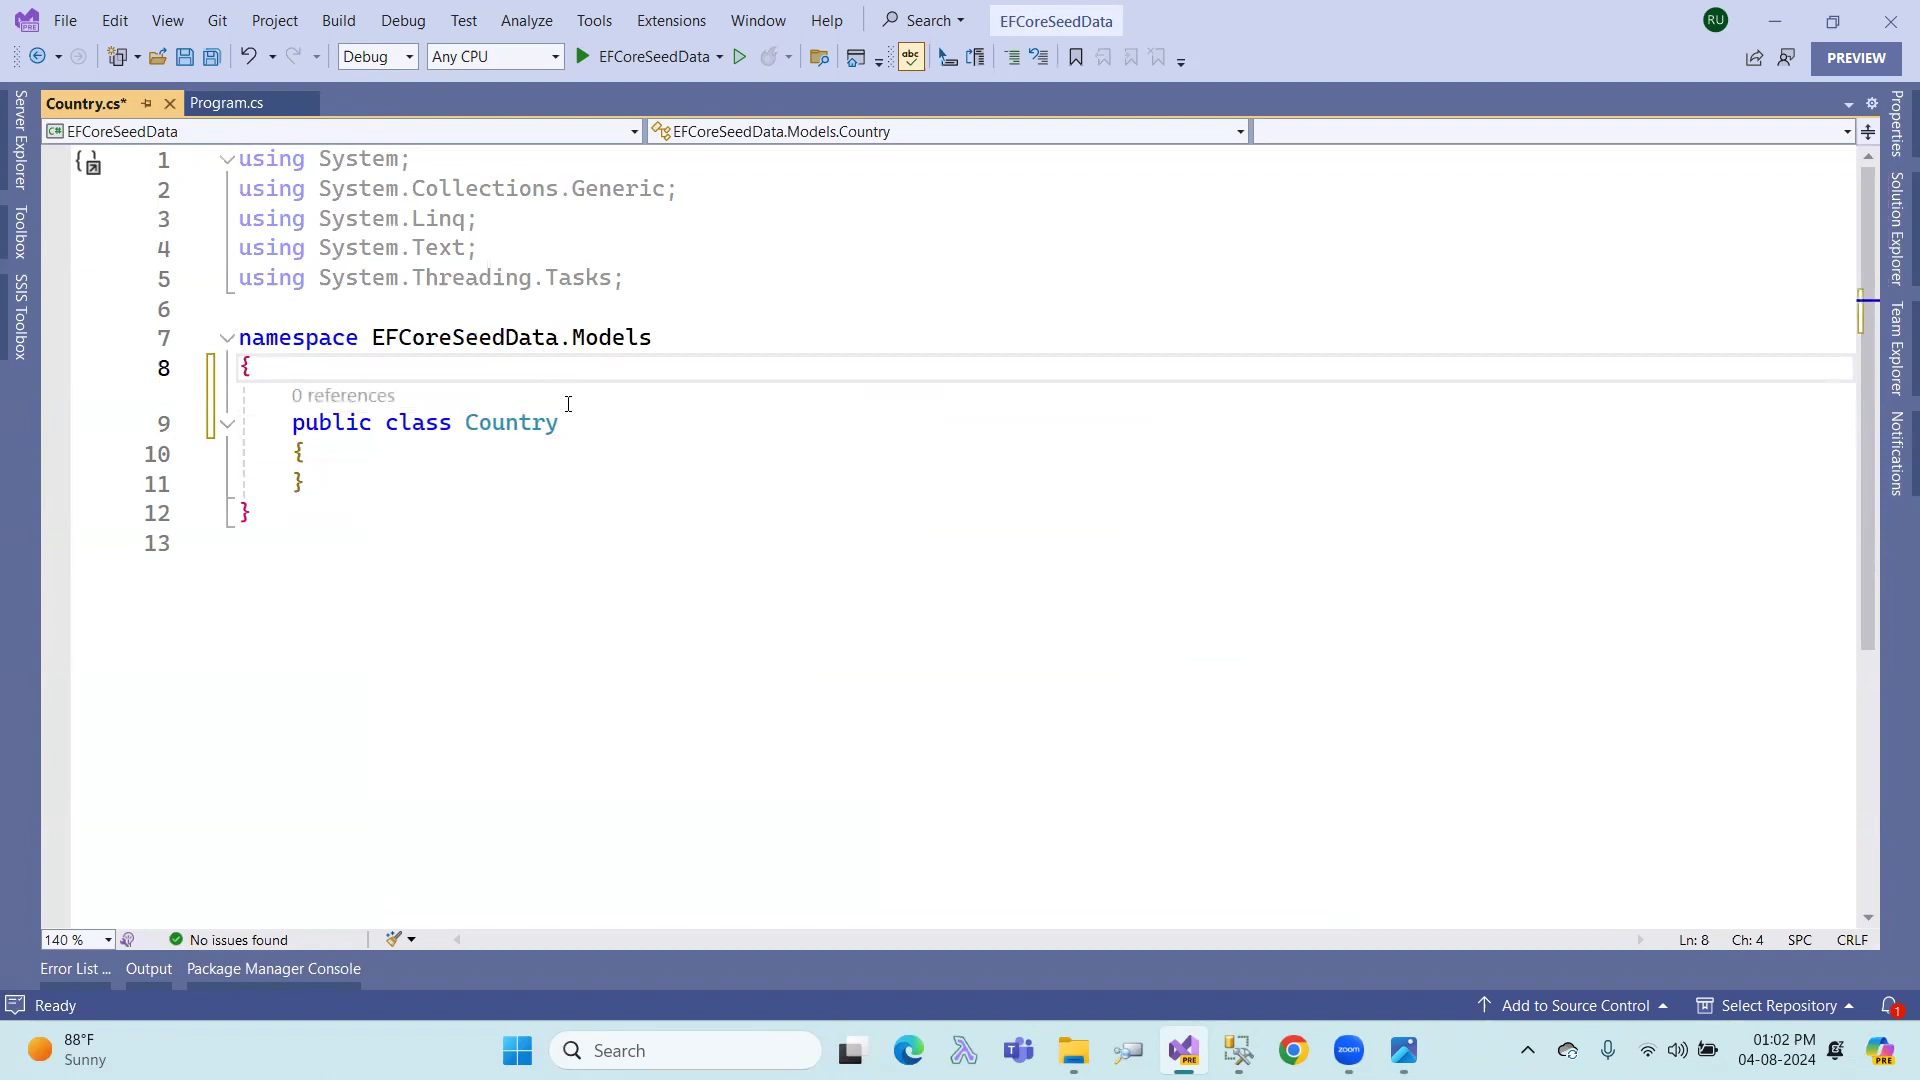 File Edit View Git Project Build Debug Test Analyze Tools Extensions Window Help Search EFCoreSeedData RU
Debug Any CPU EFCoreSeedData abc PREVIEW
Country.cs* Program.cs
EFCoreSeedData EFCoreSeedData.Models.Country
Server Explorer
Toolbox
SSIS Toolbox
1 using System;
2 using System.Collections.Generic;
3 using System.Linq;
4 using System.Text;
5 using System.Threading.Tasks;
6
7 namespace EFCoreSeedData.Models
8 {
0 references
9 public class Country
10 {
11 }
12 }
13
Properties
Solution Explorer
Team Explorer
Notifications
140 % No issues found Ln: 8 Ch: 4 SPC CRLF
Error List ... Output Package Manager Console
Ready Add to Source Control Select Repository 1
88°F
Sunny
Search
zoom
PRE
01:02 PM
04-08-2024
PRE